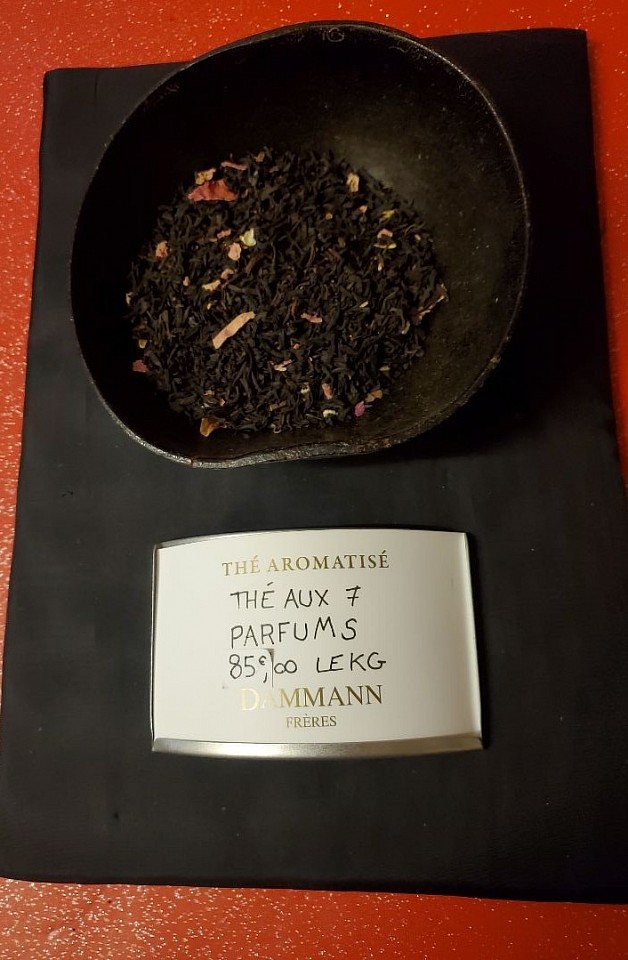 THÉ AROMATISÉ
THÉ AUX 7
PARFUMS
85€,00 LE KG
DAMMANN
FRÈRES